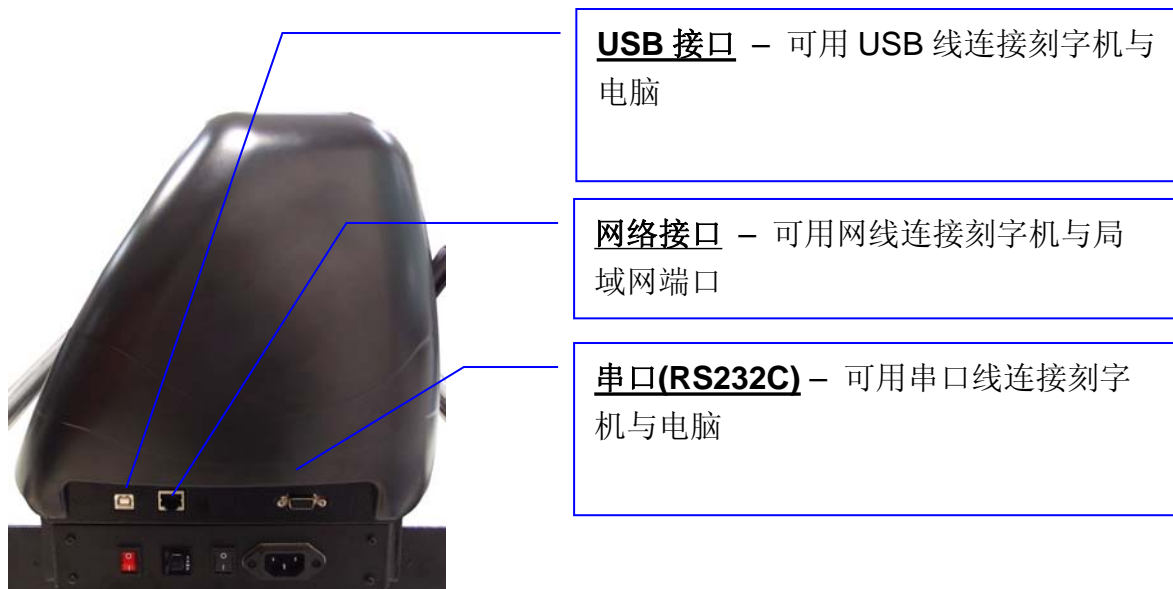 USB 接口 – 可用 USB 线连接刻字机与
电脑
网络接口 – 可用网线连接刻字机与局
域网端口
串口(RS232C) – 可用串口线连接刻字
机与电脑